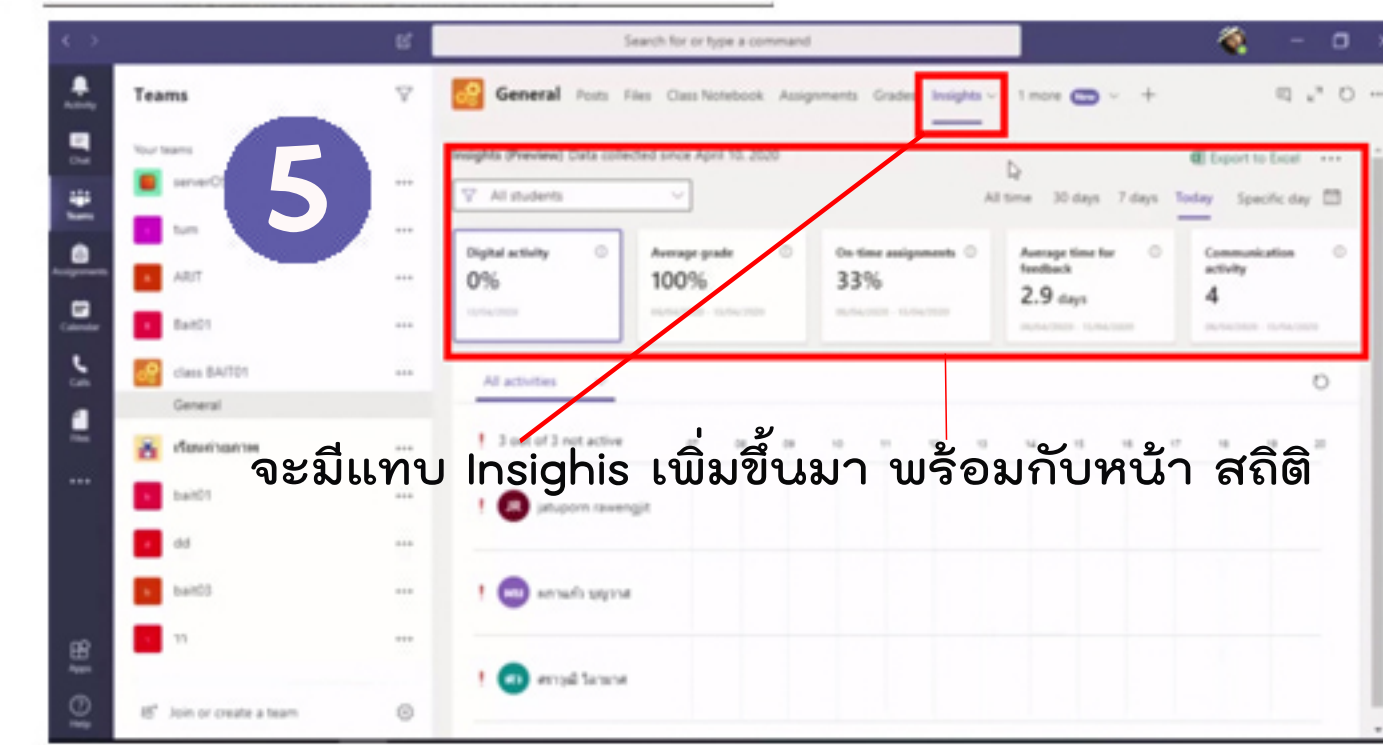 Search for or type a command
Activity
Chat
Teams
Assignments
Calendar
Calls
Files
Apps
Help
Teams
Your teams
5
tum
ARIT
Bait01
class BAIT01
General
bait01
dd
bait03
รา
Join or create a team
General Posts Files Class Notebook Assignments Grades Insights 1 more New
Insights (Preview) Data collected since April 10, 2020
Export to Excel
All students
All time 30 days 7 days Today Specific day
Digital activity
0%
Average grade
100%
On-time assignments
33%
Average time for feedback
2.9 days
Communication activity
4
All activities
3 out of 3 not active
จะมีแทบ Insighis เพิ่มขึ้นมา พร้อมกับหน้า สถิติ
JR jatuporn rawengjit